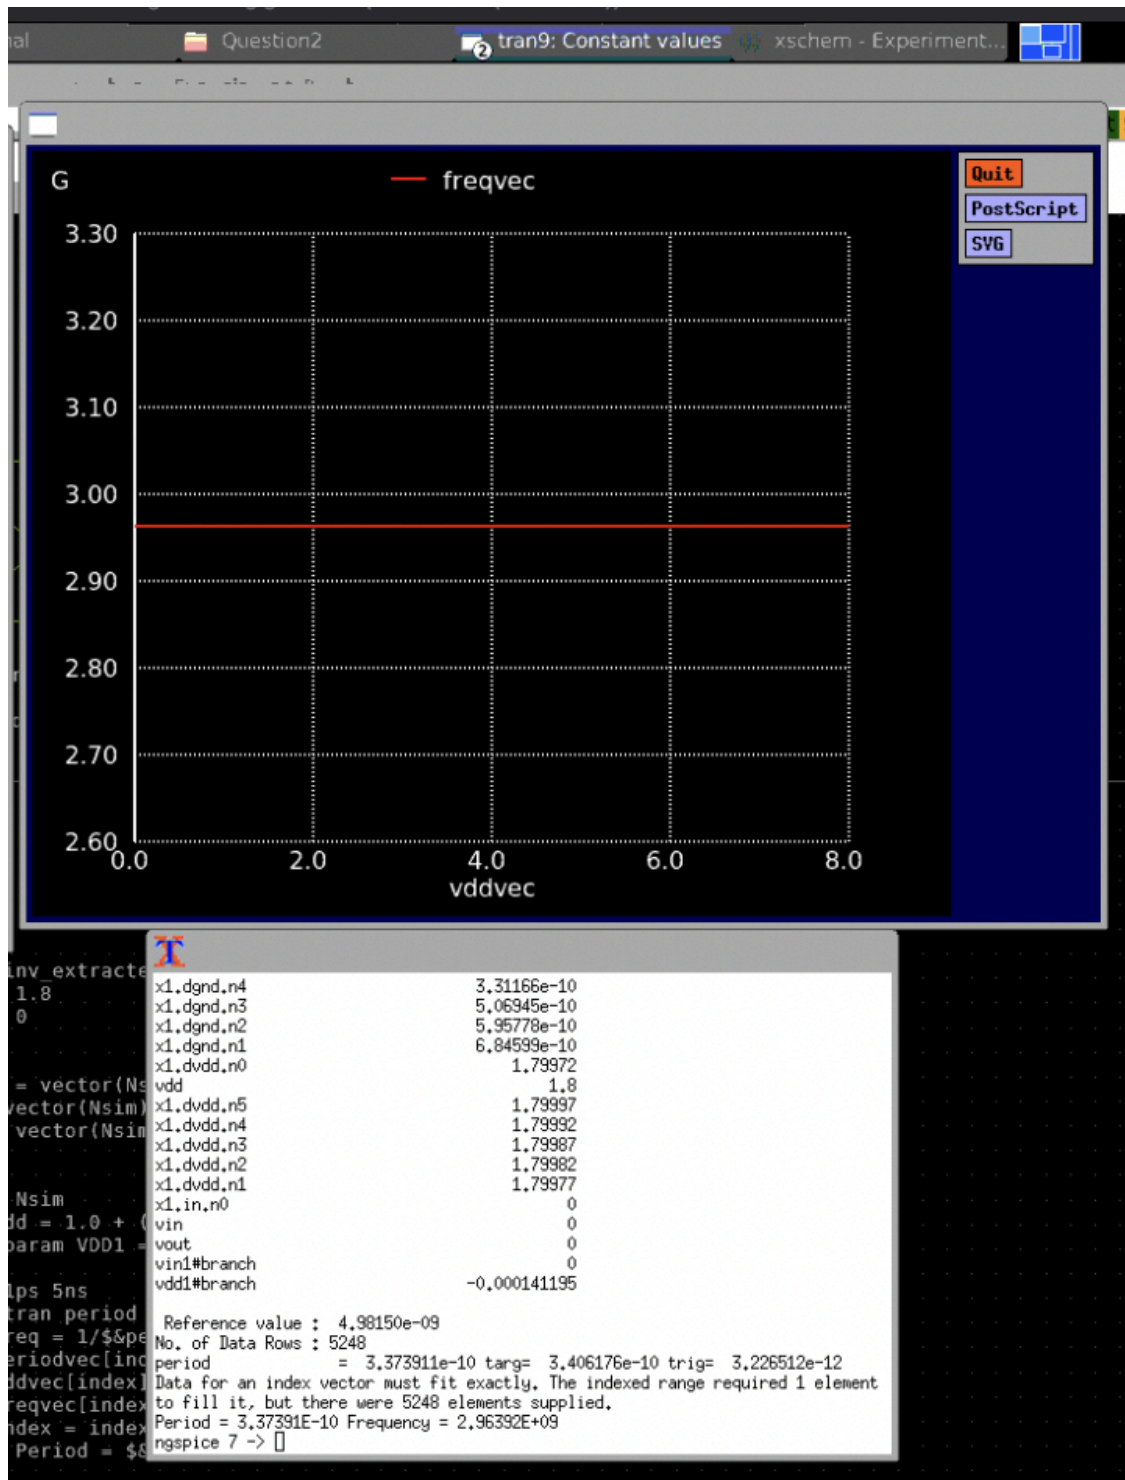 nal
Question2
2
tran9: Constant values
xschem - Experiment...
Quit
PostScript
SVG
G
freqvec
3.30
3.20
3.10
3.00
2.90
2.80
2.70
2.60
0.0 2.0 4.0 6.0 8.0
vddvec
inv_extracte
1.8
0
= vector(Ns
vector(Nsim)
vector(Nsim
Nsim
dd = 1.0 + (
param VDD1 =
1ps 5ns
tran period
req = 1/$&pe
eriodvec[ind
ddvec[index]
reqvec[index
ndex = index
Period = $&
x1.dgnd.n4 3.31166e-10
x1.dgnd.n3 5.06945e-10
x1.dgnd.n2 5.95778e-10
x1.dgnd.n1 6.84599e-10
x1.dvdd.n0 1.79972
vdd 1.8
x1.dvdd.n5 1.79997
x1.dvdd.n4 1.79992
x1.dvdd.n3 1.79987
x1.dvdd.n2 1.79982
x1.dvdd.n1 1.79977
x1.in.n0 0
vin 0
vout 0
vin1#branch 0
vdd1#branch -0.000141195
Reference value : 4.98150e-09
No. of Data Rows : 5248
period = 3.373911e-10 targ= 3.406176e-10 trig= 3.226512e-12
Data for an index vector must fit exactly. The indexed range required 1 element
to fill it, but there were 5248 elements supplied.
Period = 3.37391E-10 Frequency = 2.96392E+09
ngspice 7 ->